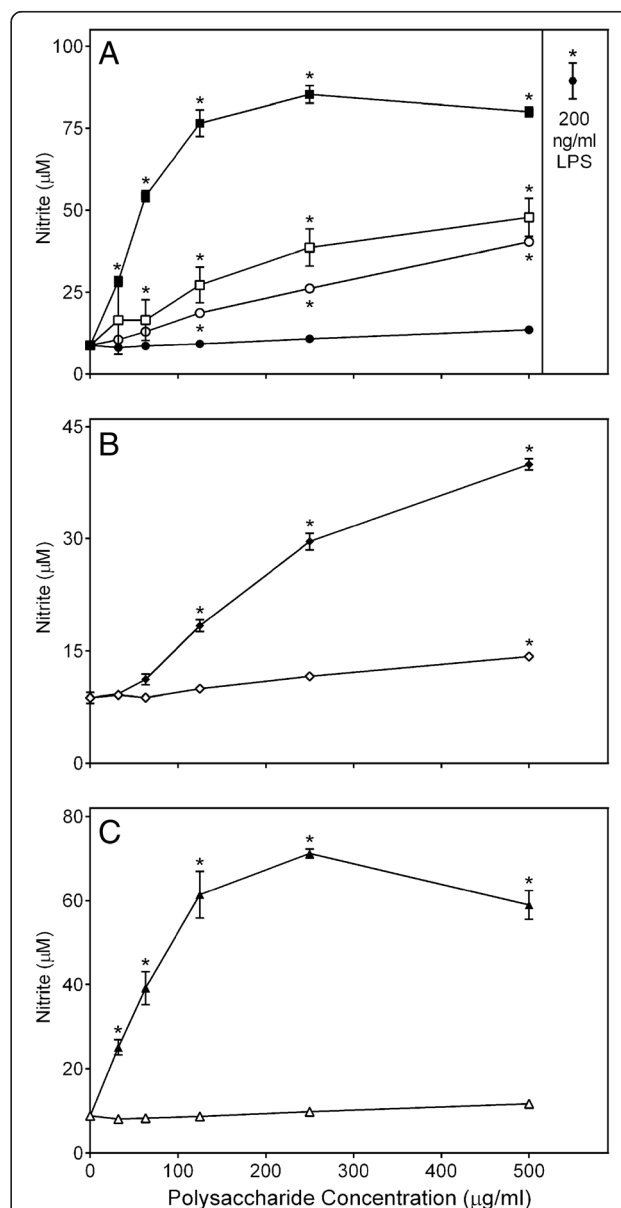 A
100
75
50
25
0
Nitrite (μM)
* * * * *
* * * *
* * *
*
200
ng/ml
LPS
B
45
30
15
0
Nitrite (μM)
* * *
*
C
80
60
40
20
0
Nitrite (μM)
* * * * *
0 100 200 300 400 500
Polysaccharide Concentration (μg/ml)